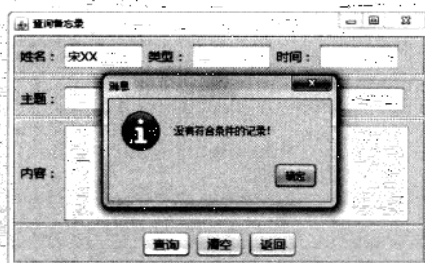 查询备忘录
姓名： 宋XX 类型： 时间：
消息
主题：
没有符合条件的记录!
内容：
确定
查询 清空 返回